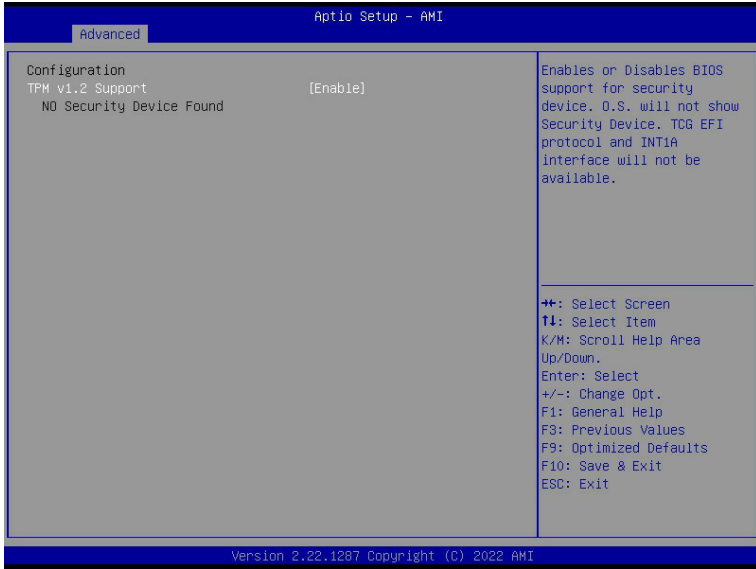 Aptio Setup – AMI
Advanced
Configuration
TPM v1.2 Support [Enable]
NO Security Device Found
Enables or Disables BIOS
support for security
device. O.S. will not show
Security Device. TCG EFI
protocol and INT1A
interface will not be
available.
→←: Select Screen
↑↓: Select Item
K/M: Scroll Help Area
Up/Down.
Enter: Select
+/-: Change Opt.
F1: General Help
F3: Previous Values
F9: Optimized Defaults
F10: Save & Exit
ESC: Exit
Version 2.22.1287 Copyright (C) 2022 AMI